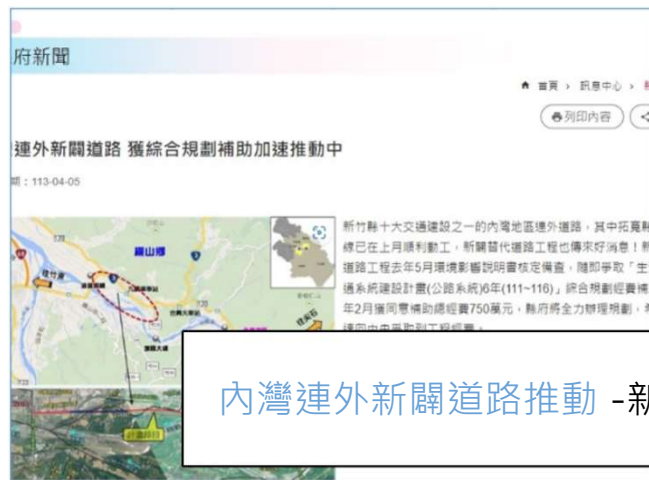 府新聞
首頁 › 訊息中心 ›
列印內容
連外新闢道路 獲綜合規劃補助加速推動中
期：113-04-05
新竹縣十大交通建設之一的內灣地區連外道路，其中拓寬
線已在上月順利動工，新闢替代道路工程也傳來好消息！
道路工程去年5月環境影響說明書核定備查，隨即爭取「生
通系統建設計畫(公路系統)6年(111~116)」綜合規劃經費補
年2月獲同意補助總經費750萬元，縣府將全力辦理規劃，
橫山鄉
往竹東
往尖石
內灣連外新闢道路推動 -新